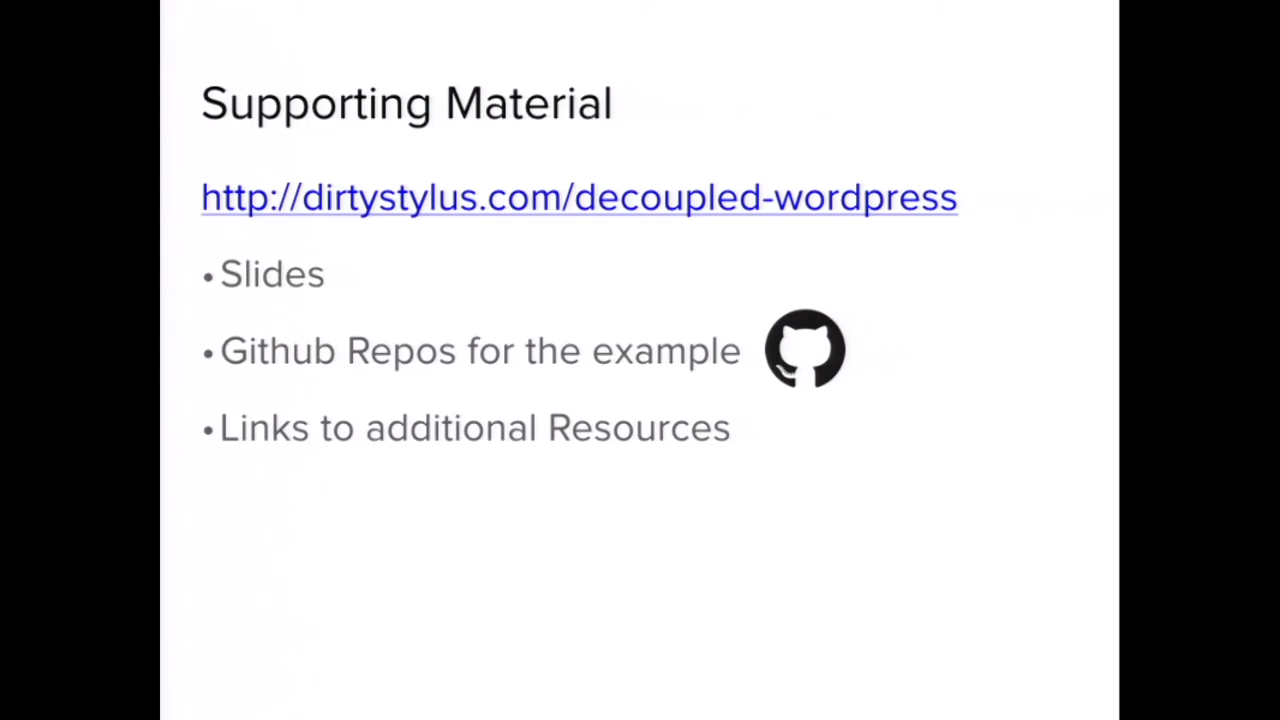 Supporting Material
http://dirtystylus.com/decoupled-wordpress
• Slides
• Github Repos for the example
• Links to additional Resources